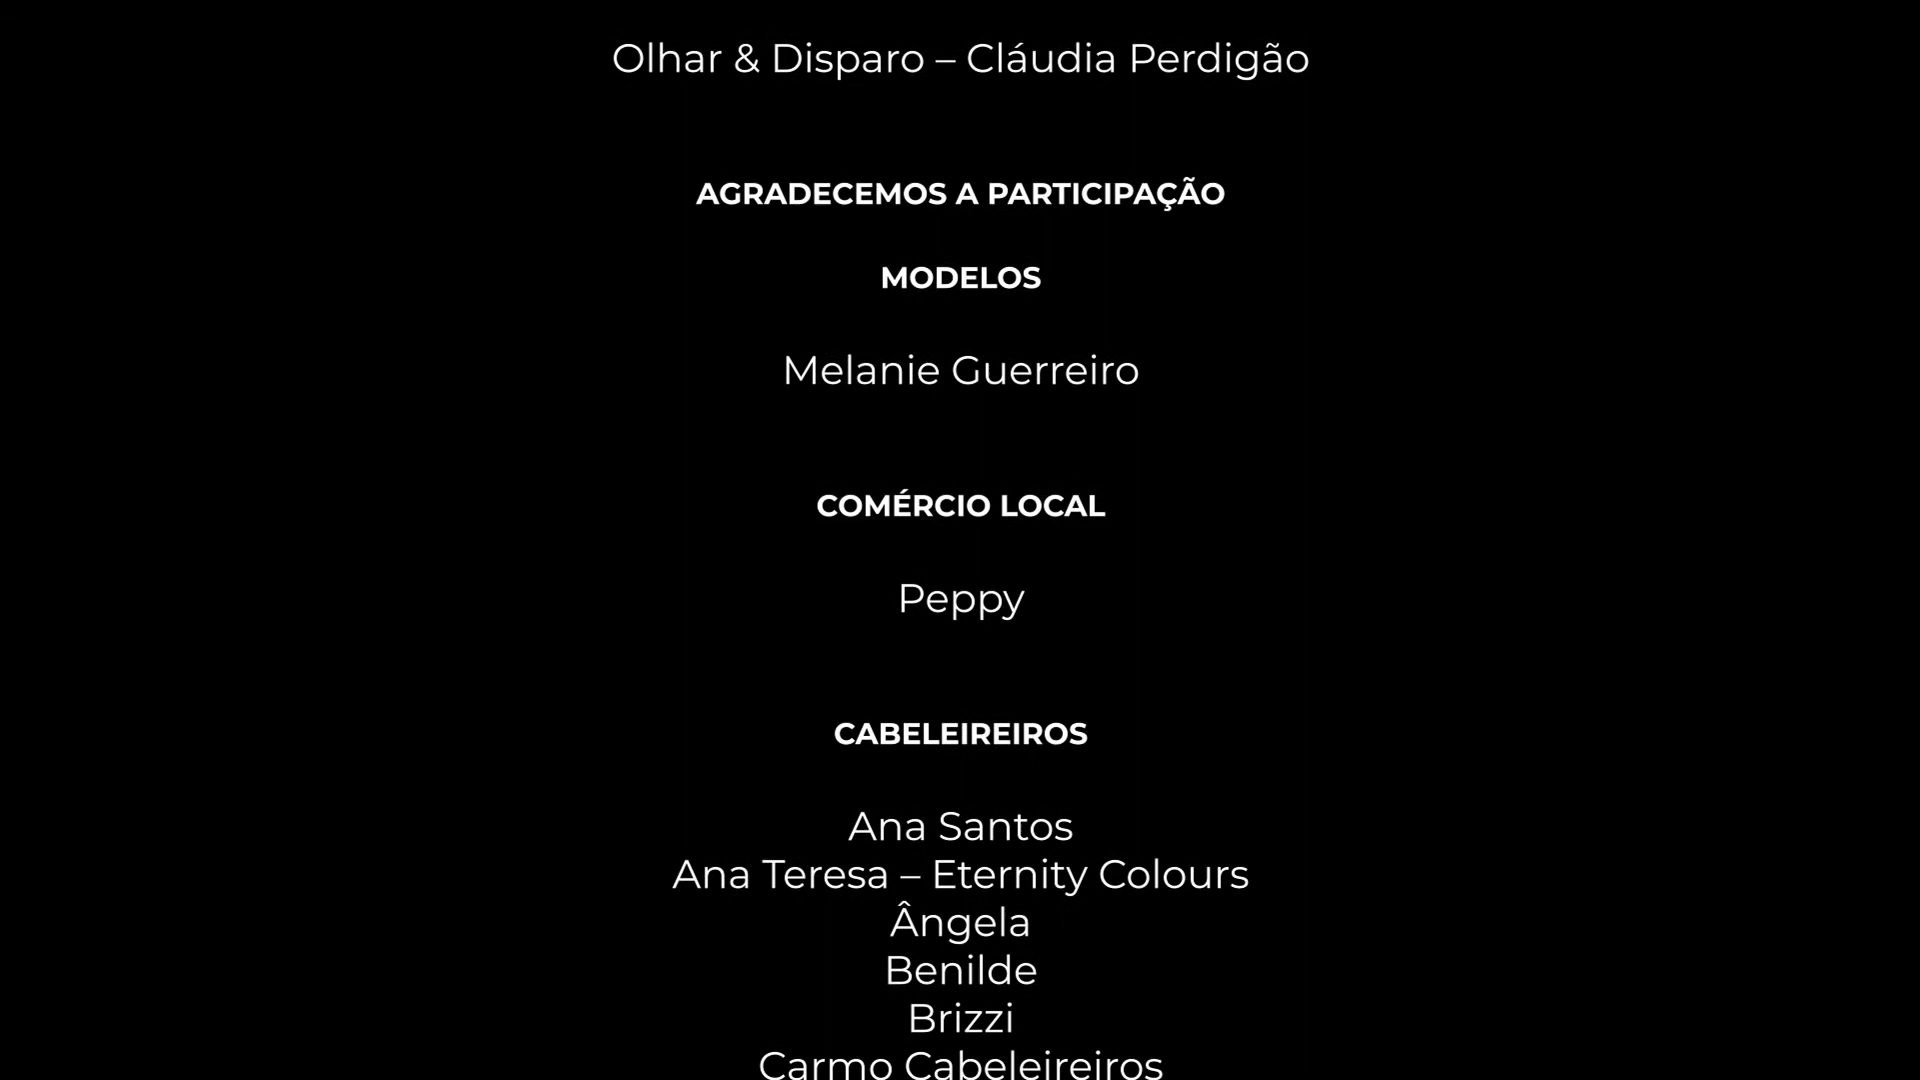 Olhar & Disparo – Cláudia Perdigão
AGRADECEMOS A PARTICIPAÇÃO
MODELOS
Melanie Guerreiro
COMÉRCIO LOCAL
Peppy
CABELEIREIROS
Ana Santos
Ana Teresa – Eternity Colours
Ângela
Benilde
Brizzi
Carmo Cabeleireiros